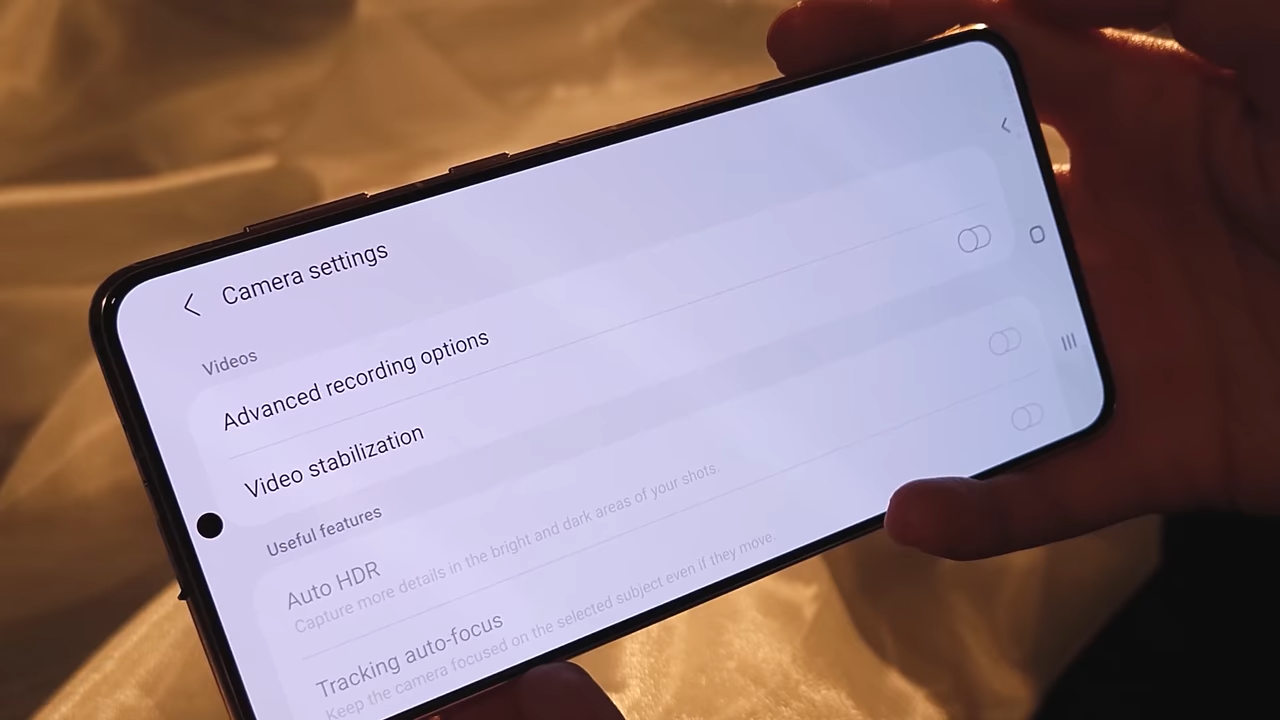 Camera settings
Videos
Advanced recording options
Video stabilization
Useful features
Auto HDR
Capture more details in the bright and dark areas of your shots.
Tracking auto-focus
Keep the camera focused on the selected subject even if they move.